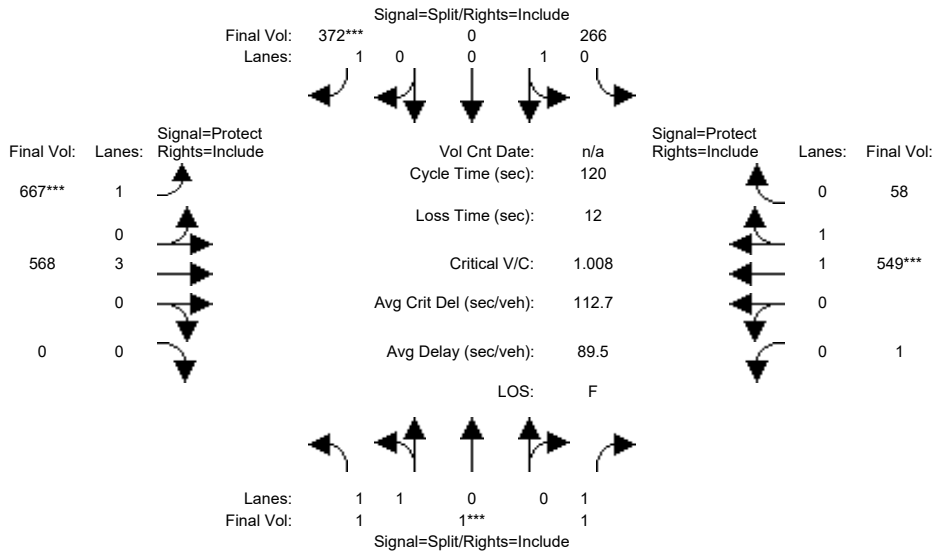 Signal=Split/Rights=Include
Final Vol: 372*** 0 266
Lanes: 1 0 0 1 0
Signal=Protect
Final Vol: Lanes: Rights=Include
Vol Cnt Date: n/a
Signal=Protect
Rights=Include Lanes: Final Vol:
Cycle Time (sec): 120
667*** 1
0 58
Loss Time (sec): 12
0
1
568 3
Critical V/C: 1.008
1 549***
0
Avg Crit Del (sec/veh): 112.7
0
0 0
Avg Delay (sec/veh): 89.5
0 1
LOS: F
Lanes: 1 1 0 0 1
Final Vol: 1 1*** 1
Signal=Split/Rights=Include